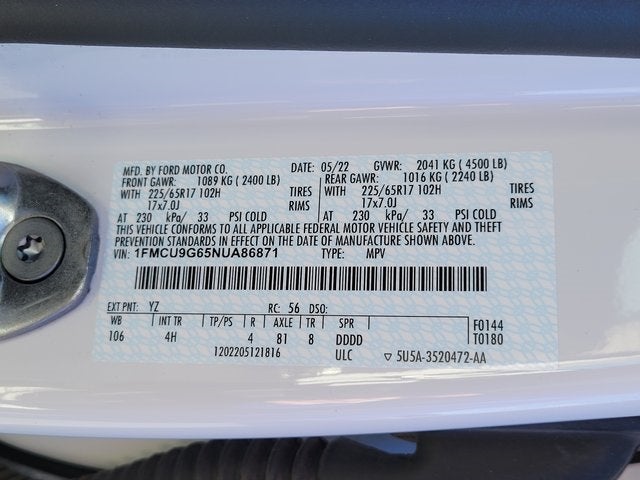 MFD. BY FORD MOTOR CO. DATE: 05/22 GVWR: 2041 KG ( 4500 LB)
FRONT GAWR: 1089 KG ( 2400 LB) REAR GAWR: 1016 KG ( 2240 LB)
WITH 225/65R17 102H TIRES WITH 225/65R17 102H TIRES
17x7.0J RIMS 17x7.0J RIMS
AT 230 kPa/ 33 PSI COLD AT 230 kPa/ 33 PSI COLD
THIS VEHICLE CONFORMS TO ALL APPLICABLE FEDERAL MOTOR VEHICLE SAFETY AND THEFT
PREVENTION STANDARDS IN EFFECT ON THE DATE OF MANUFACTURE SHOWN ABOVE.
VIN: 1FMCU9G65NUA86871 TYPE: MPV
EXT PNT: YZ RC: 56 DSO:
WB INT TR TP/PS R AXLE TR SPR F0144
106 4H 4 81 8 DDDD T0180
1202205121816 ULC 5U5A-3520472-AA